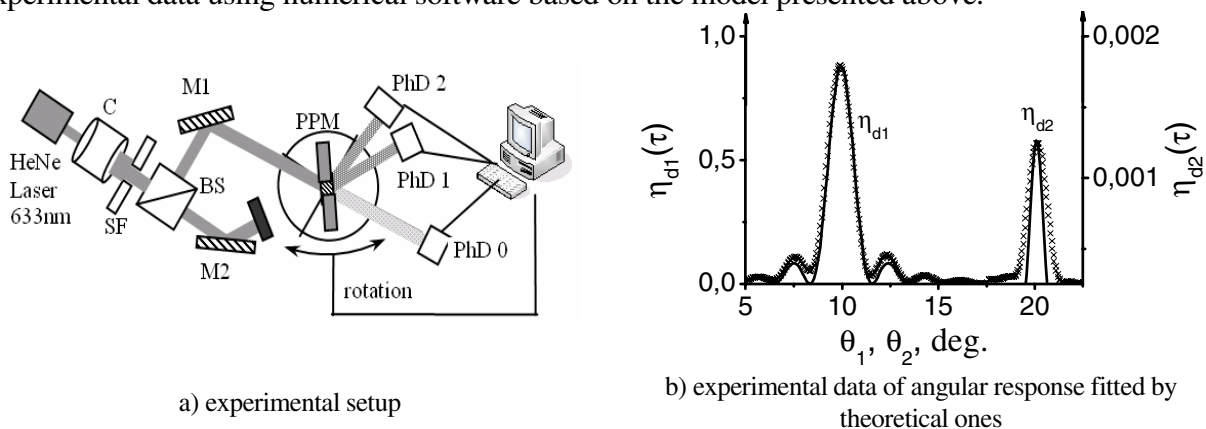 xperimental data using numerical software based on the model presented above.
HeNe
Laser
633nm
C
SF
BS
M1
M2
PPM
PhD 2
PhD 1
PhD 0
rotation
a) experimental setup
1,0
0,5
0,0
η_d1(τ)
5
10
15
20
θ_1, θ_2, deg.
η_d1
η_d2
0,002
0,001
η_d2(τ)
b) experimental data of angular response fitted by
theoretical ones